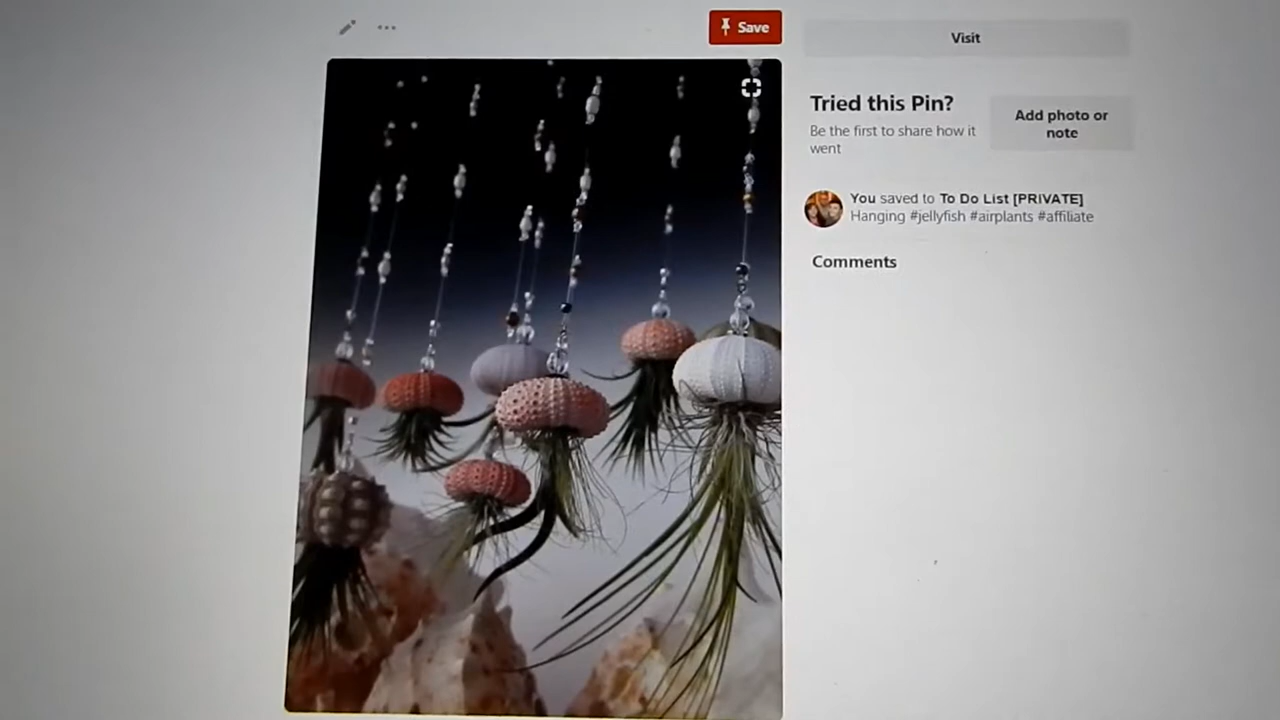 Save
Visit
Tried this Pin?
Be the first to share how it
went
Add photo or
note
You saved to To Do List [PRIVATE]
Hanging #jellyfish #airplants #affiliate
Comments